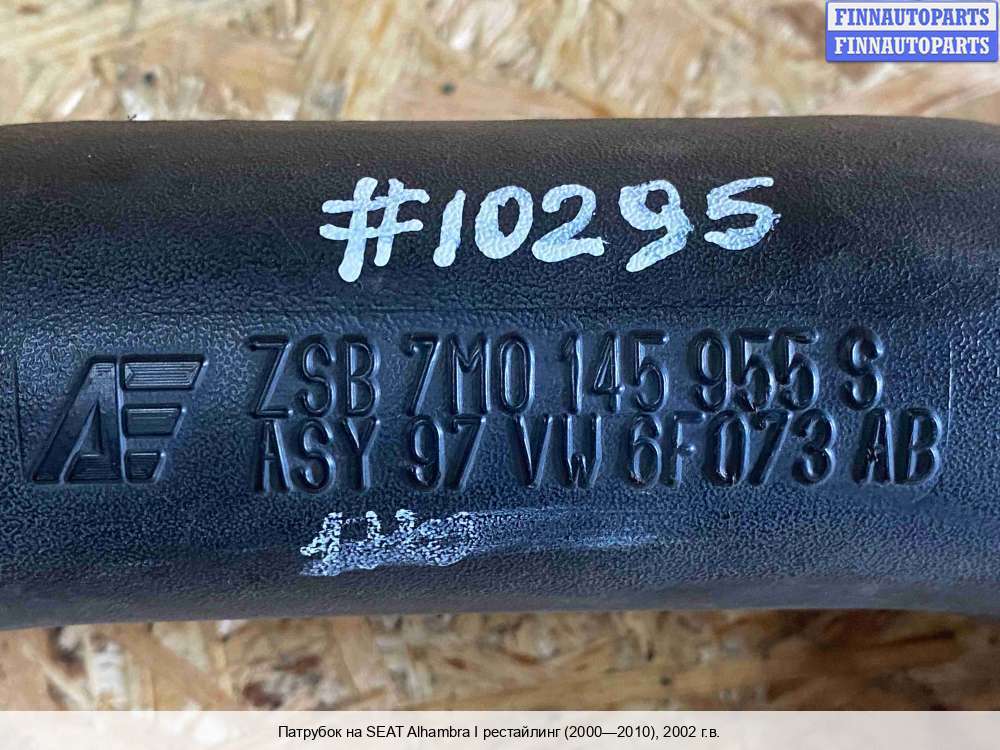 FINNAUTOPARTS
FINNAUTOPARTS
#10295
AE
ZSB 7M0 145 955 S
ASY 97 VW 6F073 AB
Патрубок на SEAT Alhambra I рестайлинг (2000—2010), 2002 г.в.